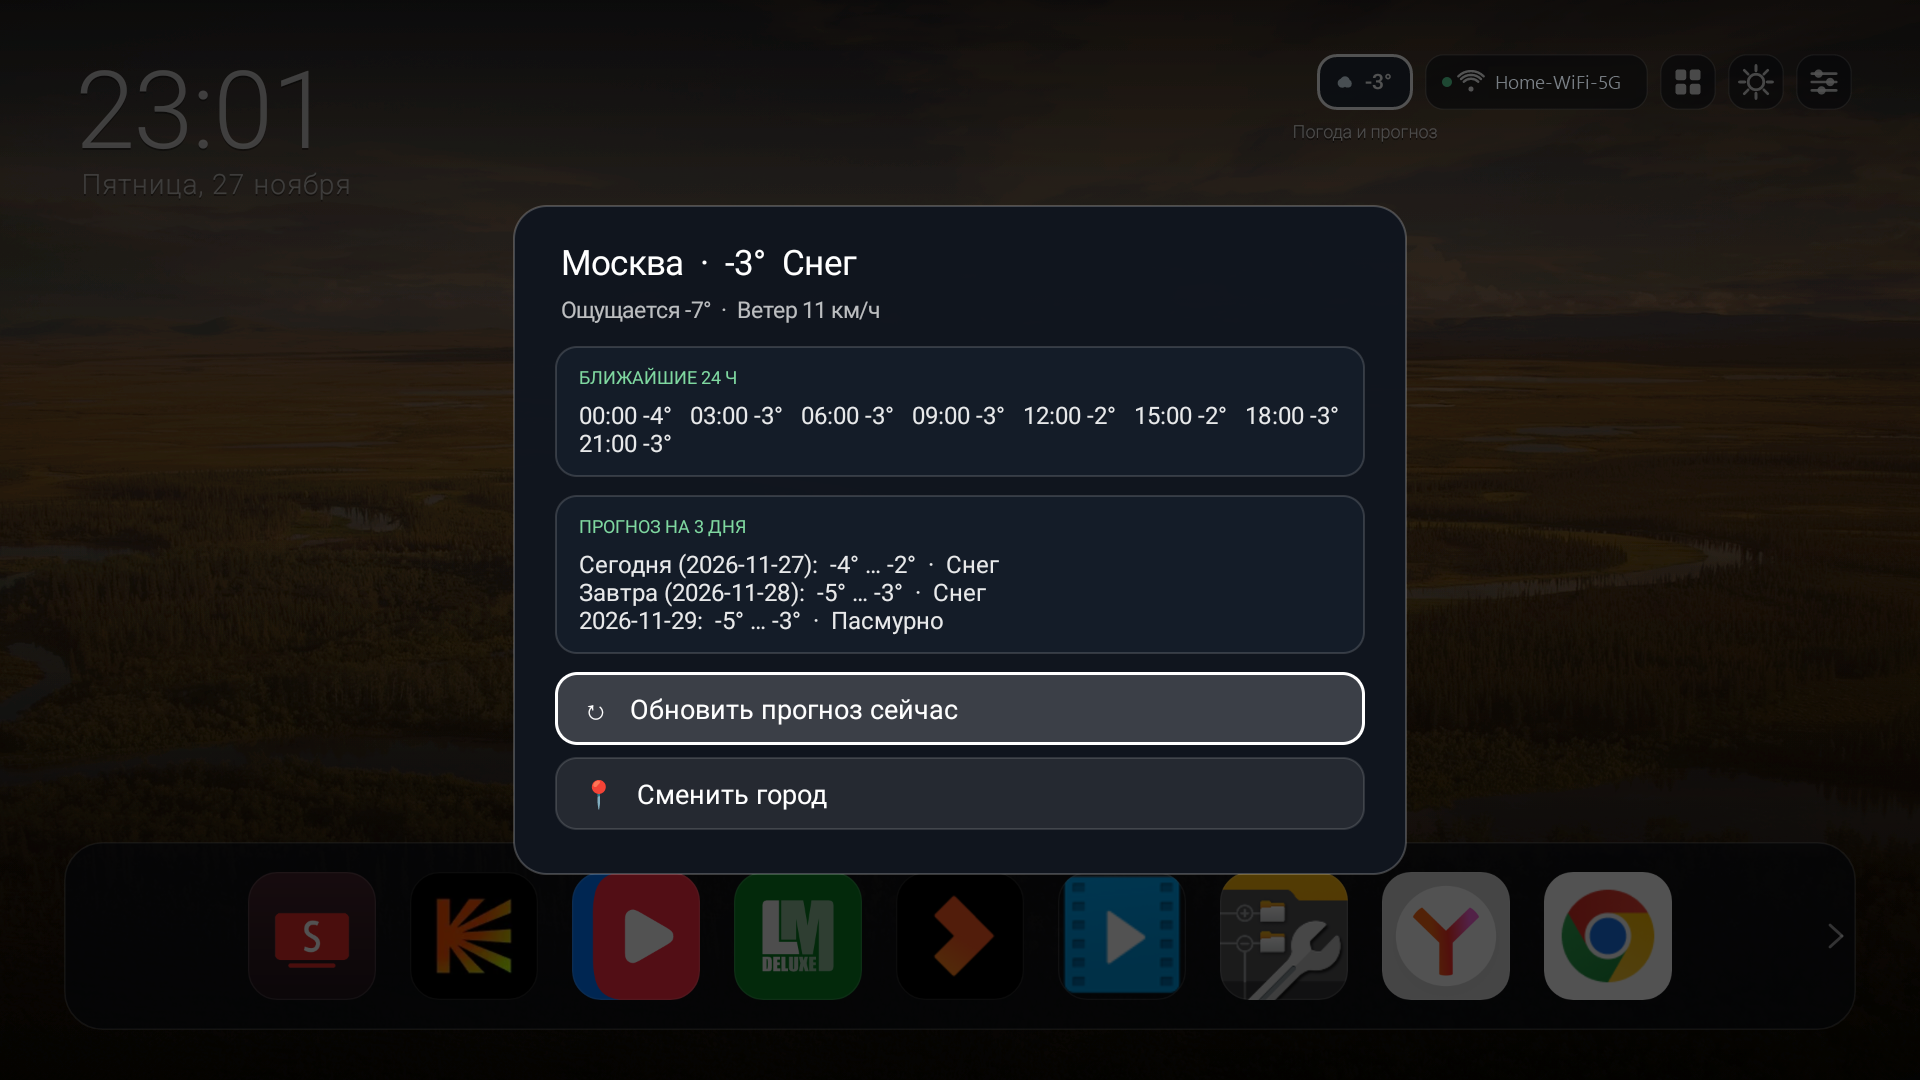 23:01
Пятница, 27 ноября
-3°
Home-WiFi-5G
Погода и прогноз
Москва · -3° Снег
Ощущается -7° · Ветер 11 км/ч
БЛИЖАЙШИЕ 24 Ч
00:00 -4° 03:00 -3° 06:00 -3° 09:00 -3° 12:00 -2° 15:00 -2° 18:00 -3°
21:00 -3°
ПРОГНОЗ НА 3 ДНЯ
Сегодня (2026-11-27): -4° … -2° · Снег
Завтра (2026-11-28): -5° … -3° · Снег
2026-11-29: -5° … -3° · Пасмурно
Обновить прогноз сейчас
Сменить город
S
LM
DELUXE